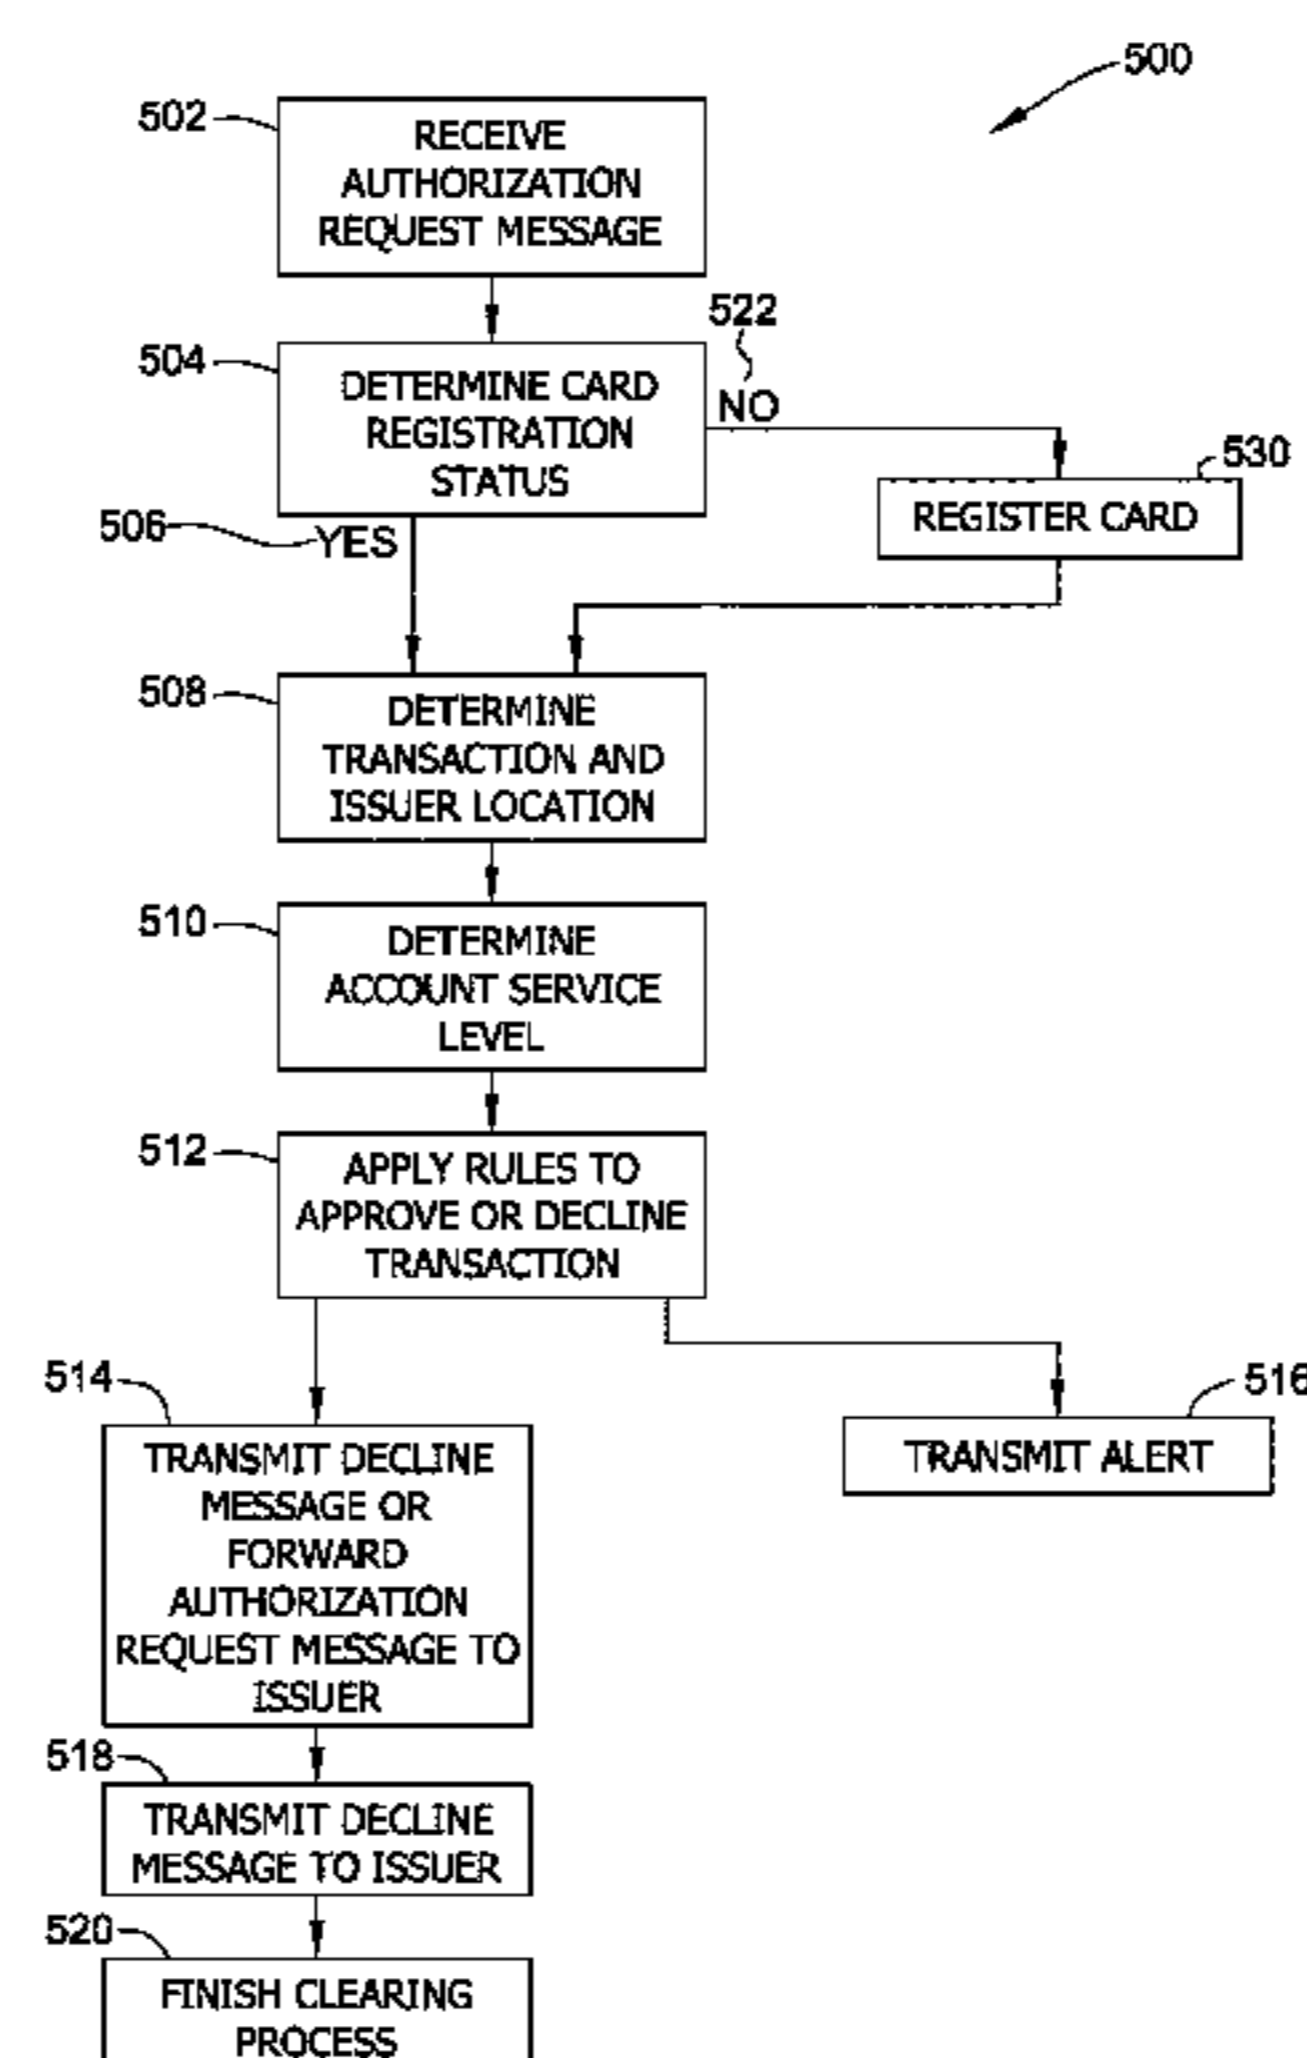 500
502
RECEIVE
AUTHORIZATION
REQUEST MESSAGE
522
504
DETERMINE CARD
REGISTRATION
STATUS
NO
530
REGISTER CARD
506
YES
508
DETERMINE
TRANSACTION AND
ISSUER LOCATION
510
DETERMINE
ACCOUNT SERVICE
LEVEL
512
APPLY RULES TO
APPROVE OR DECLINE
TRANSACTION
514
TRANSMIT DECLINE
MESSAGE OR
FORWARD
AUTHORIZATION
REQUEST MESSAGE TO
ISSUER
516
TRANSMIT ALERT
518
TRANSMIT DECLINE
MESSAGE TO ISSUER
520
FINISH CLEARING
PROCESS